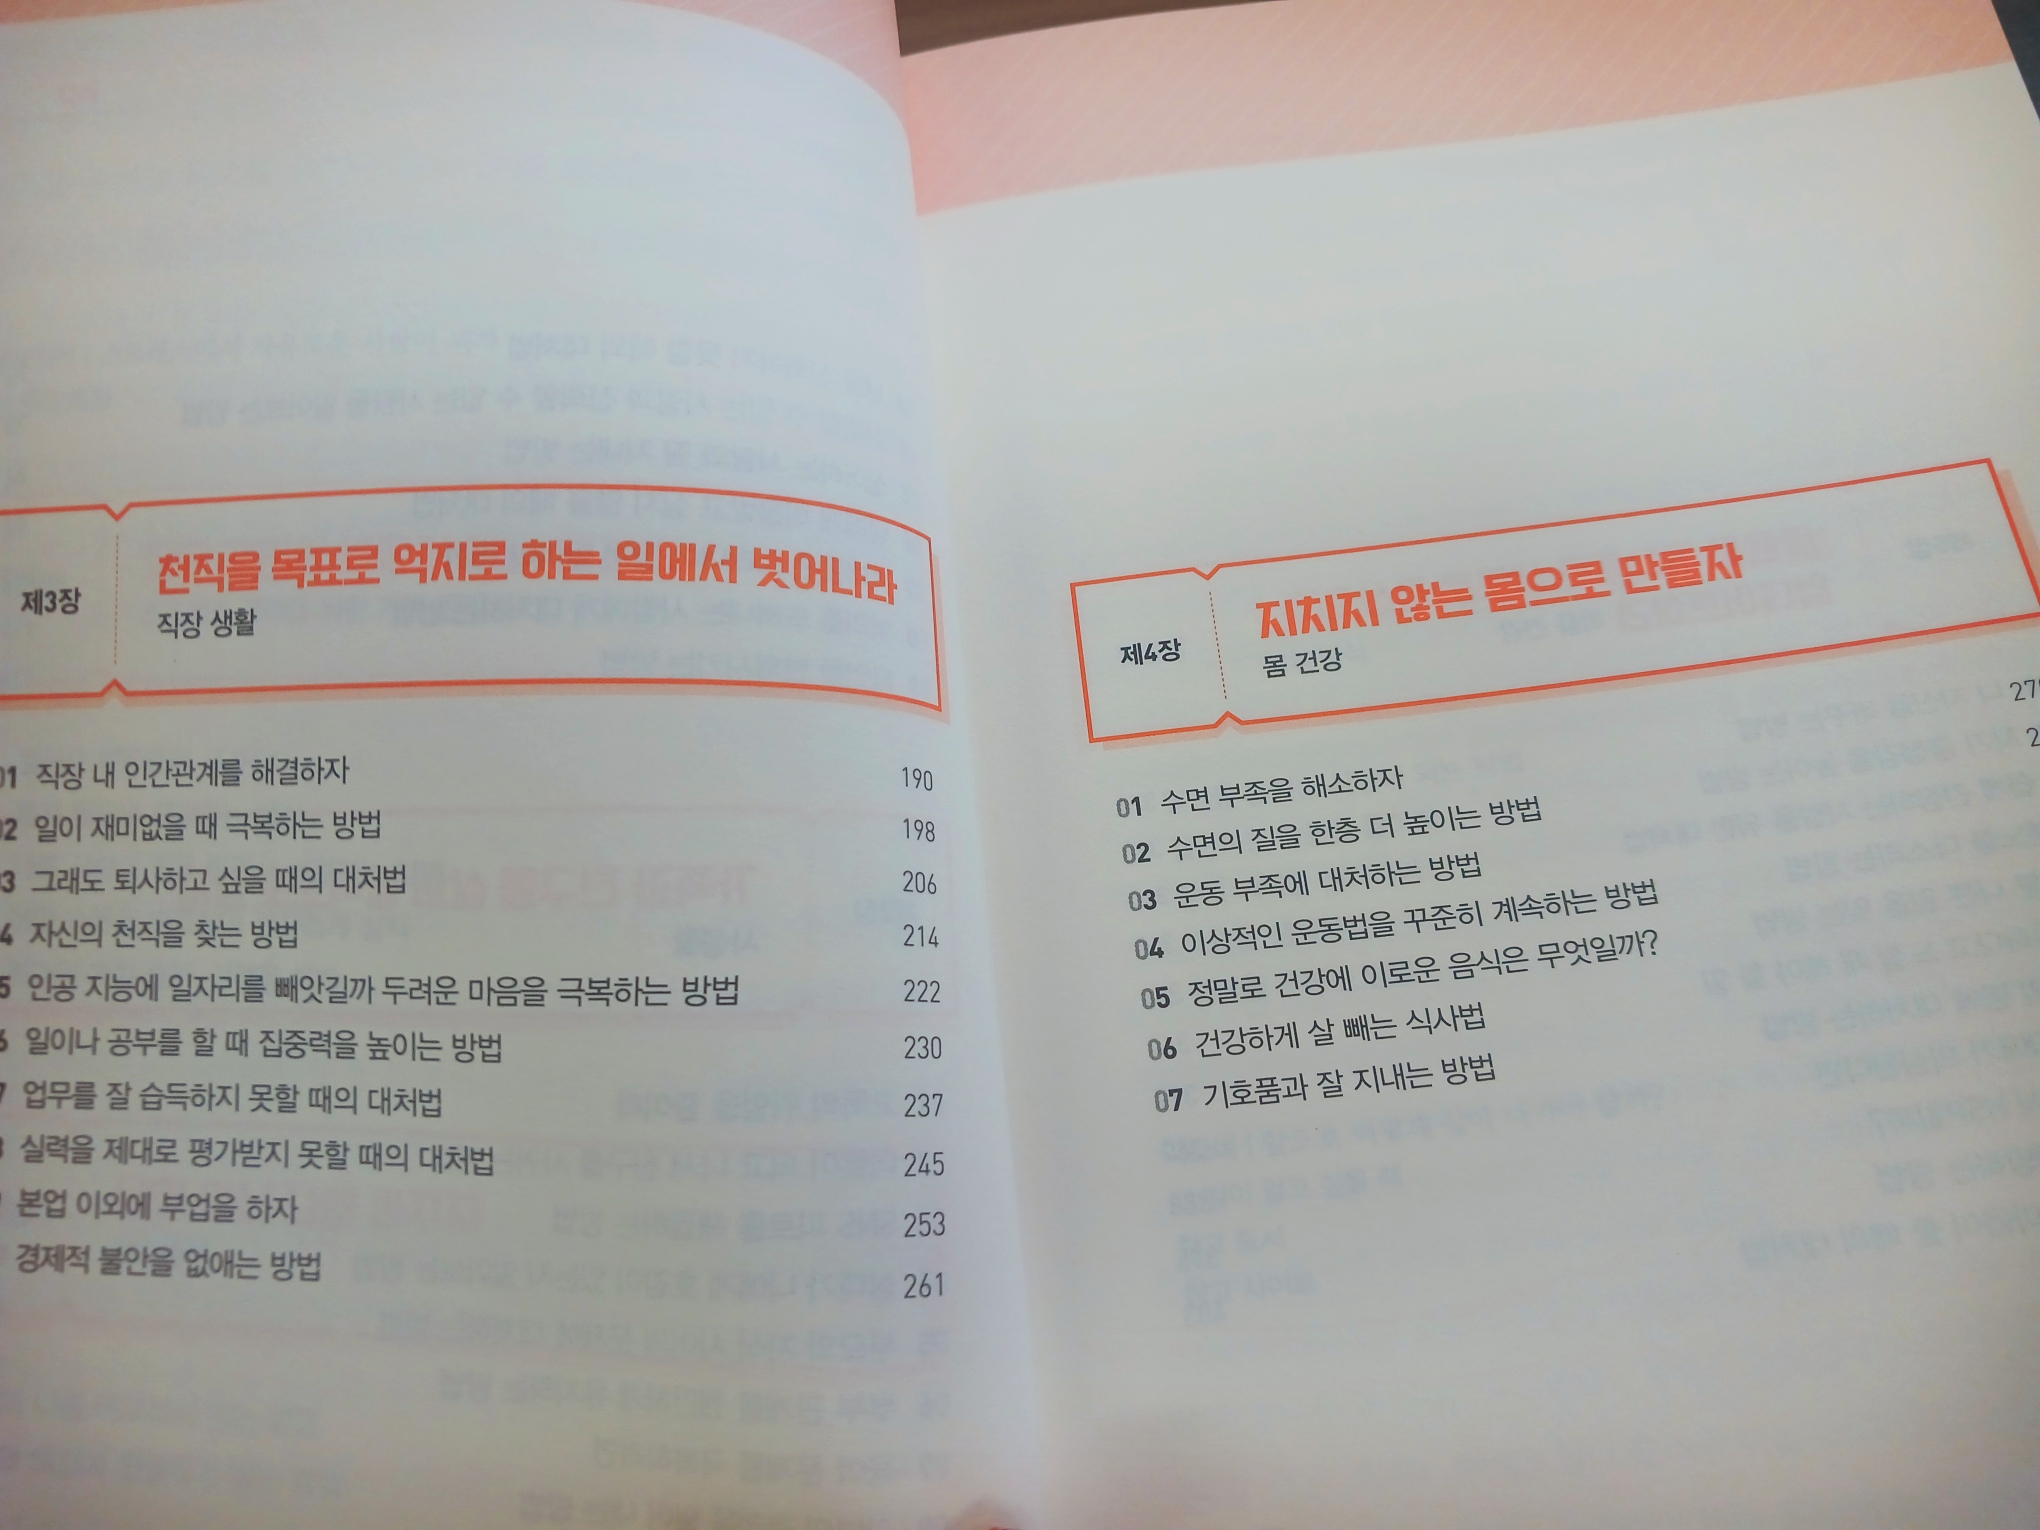 제3장
천직을 목표로 억지로 하는 일에서 벗어나라
직장 생활
01 직장 내 인간관계를 해결하자 190
02 일이 재미없을 때 극복하는 방법 198
03 그래도 퇴사하고 싶을 때의 대처법 206
4 자신의 천직을 찾는 방법 214
5 인공 지능에 일자리를 빼앗길까 두려운 마음을 극복하는 방법 222
6 일이나 공부를 할 때 집중력을 높이는 방법 230
7 업무를 잘 습득하지 못할 때의 대처법 237
8 실력을 제대로 평가받지 못할 때의 대처법 245
본업 이외에 부업을 하자 253
경제적 불안을 없애는 방법 261
제4장
지치지 않는 몸으로 만들자
몸 건강
01 수면 부족을 해소하자
02 수면의 질을 한층 더 높이는 방법
03 운동 부족에 대처하는 방법
04 이상적인 운동법을 꾸준히 계속하는 방법
05 정말로 건강에 이로운 음식은 무엇일까?
06 건강하게 살 빼는 식사법
07 기호품과 잘 지내는 방법